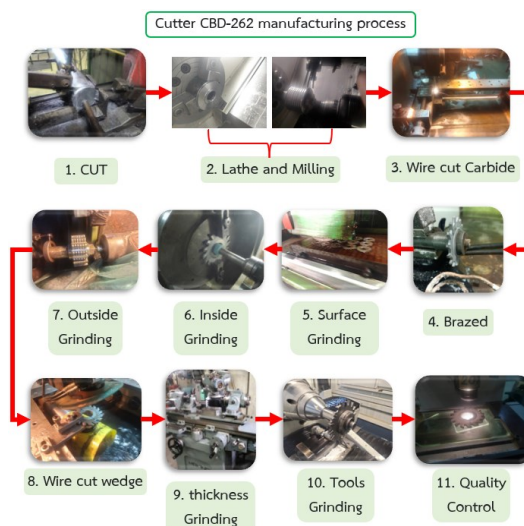 Cutter CBD-262 manufacturing process
1. CUT
2. Lathe and Milling
3. Wire cut Carbide
7. Outside
Grinding
6. Inside
Grinding
5. Surface
Grinding
4. Brazed
8. Wire cut wedge
9. thickness
Grinding
10. Tools
Grinding
11. Quality
Control